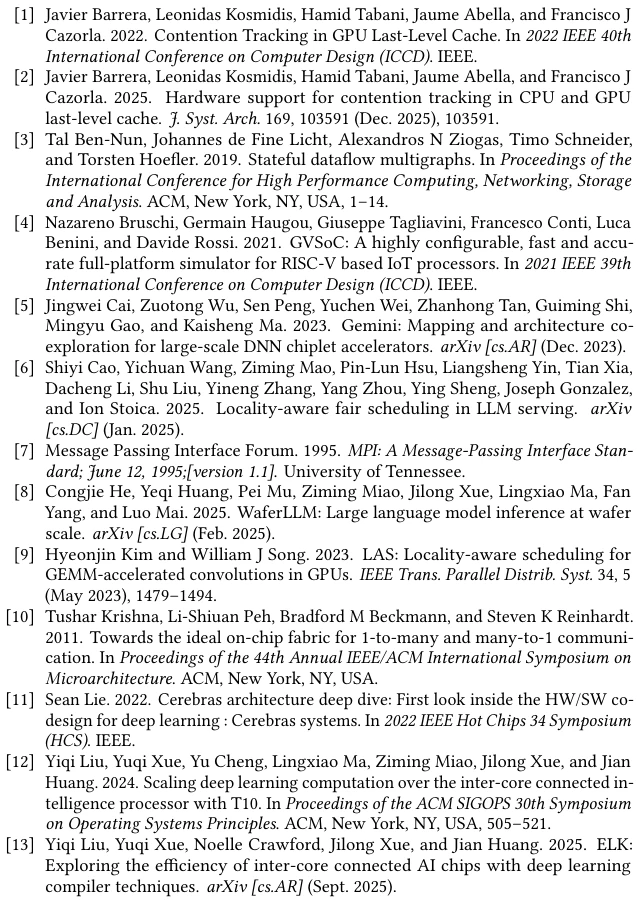 [1] Javier Barrera, Leonidas Kosmidis, Hamid Tabani, Jaume Abella, and Francisco J
Cazorla. 2022. Contention Tracking in GPU Last-Level Cache. In 2022 IEEE 40th
International Conference on Computer Design (ICCD). IEEE.
[2] Javier Barrera, Leonidas Kosmidis, Hamid Tabani, Jaume Abella, and Francisco J
Cazorla. 2025. Hardware support for contention tracking in CPU and GPU
last-level cache. J. Syst. Arch. 169, 103591 (Dec. 2025), 103591.
[3] Tal Ben-Nun, Johannes de Fine Licht, Alexandros N Ziogas, Timo Schneider,
and Torsten Hoefler. 2019. Stateful dataflow multigraphs. In Proceedings of the
International Conference for High Performance Computing, Networking, Storage
and Analysis. ACM, New York, NY, USA, 1–14.
[4] Nazareno Bruschi, Germain Haugou, Giuseppe Tagliavini, Francesco Conti, Luca
Benini, and Davide Rossi. 2021. GVSoC: A highly configurable, fast and accu-
rate full-platform simulator for RISC-V based IoT processors. In 2021 IEEE 39th
International Conference on Computer Design (ICCD). IEEE.
[5] Jingwei Cai, Zuotong Wu, Sen Peng, Yuchen Wei, Zhanhong Tan, Guiming Shi,
Mingyu Gao, and Kaisheng Ma. 2023. Gemini: Mapping and architecture co-
exploration for large-scale DNN chiplet accelerators. arXiv [cs.AR] (Dec. 2023).
[6] Shiyi Cao, Yichuan Wang, Ziming Mao, Pin-Lun Hsu, Liangsheng Yin, Tian Xia,
Dacheng Li, Shu Liu, Yineng Zhang, Yang Zhou, Ying Sheng, Joseph Gonzalez,
and Ion Stoica. 2025. Locality-aware fair scheduling in LLM serving. arXiv
[cs.DC] (Jan. 2025).
[7] Message Passing Interface Forum. 1995. MPI: A Message-Passing Interface Stan-
dard; June 12, 1995;[version 1.1]. University of Tennessee.
[8] Congjie He, Yeqi Huang, Pei Mu, Ziming Miao, Jilong Xue, Lingxiao Ma, Fan
Yang, and Luo Mai. 2025. WaferLLM: Large language model inference at wafer
scale. arXiv [cs.LG] (Feb. 2025).
[9] Hyeonjin Kim and William J Song. 2023. LAS: Locality-aware scheduling for
GEMM-accelerated convolutions in GPUs. IEEE Trans. Parallel Distrib. Syst. 34, 5
(May 2023), 1479–1494.
[10] Tushar Krishna, Li-Shiuan Peh, Bradford M Beckmann, and Steven K Reinhardt.
2011. Towards the ideal on-chip fabric for 1-to-many and many-to-1 communi-
cation. In Proceedings of the 44th Annual IEEE/ACM International Symposium on
Microarchitecture. ACM, New York, NY, USA.
[11] Sean Lie. 2022. Cerebras architecture deep dive: First look inside the HW/SW co-
design for deep learning : Cerebras systems. In 2022 IEEE Hot Chips 34 Symposium
(HCS). IEEE.
[12] Yiqi Liu, Yuqi Xue, Yu Cheng, Lingxiao Ma, Ziming Miao, Jilong Xue, and Jian
Huang. 2024. Scaling deep learning computation over the inter-core connected in-
telligence processor with T10. In Proceedings of the ACM SIGOPS 30th Symposium
on Operating Systems Principles. ACM, New York, NY, USA, 505–521.
[13] Yiqi Liu, Yuqi Xue, Noelle Crawford, Jilong Xue, and Jian Huang. 2025. ELK:
Exploring the efficiency of inter-core connected AI chips with deep learning
compiler techniques. arXiv [cs.AR] (Sept. 2025).